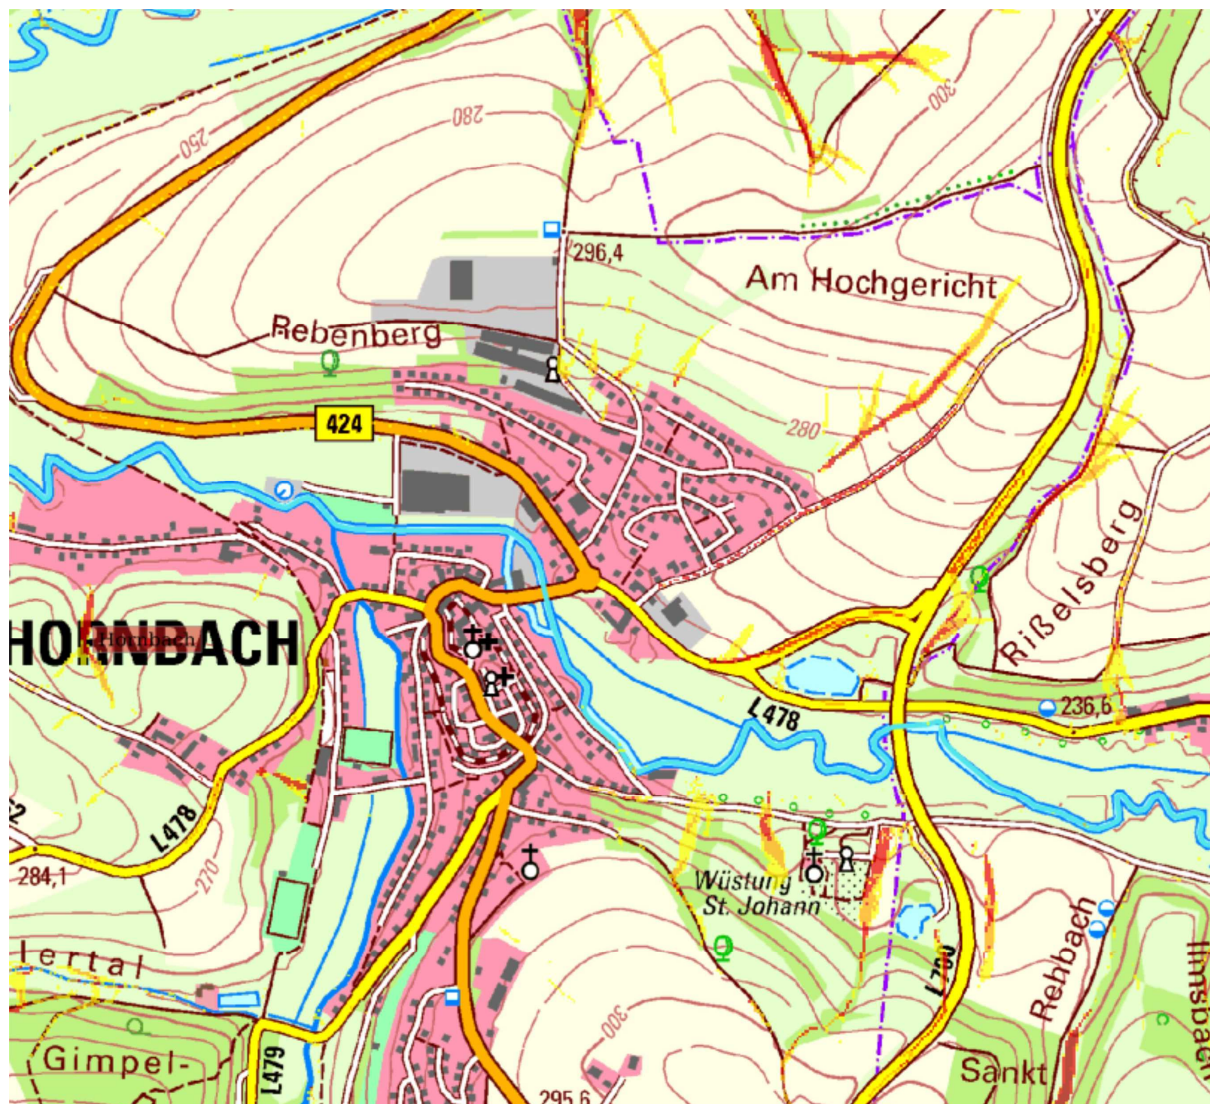 300
280
250
296,4
Am Hochgericht
Rebenberg
424
280
Rißelsberg
HORNBACH
Hornbach
L478
236,6
L478
284,1
270
Wüstung
St. Johann
Rehbach
lertal
300
Gimpel-
L479
Sankt
295,6